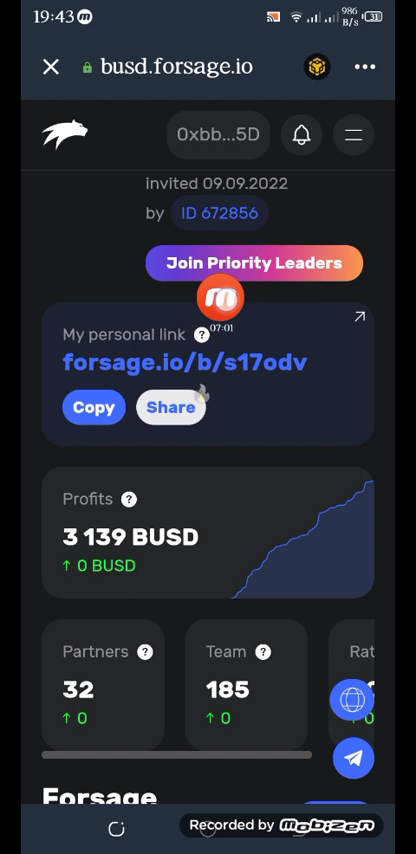 19:43
986 B/s
31
busd.forsage.io
0xbb...5D
invited 09.09.2022
by ID 672856
Join Priority Leaders
07:01
My personal link ?
forsage.io/b/s17odv
Copy Share
Profits ?
3 139 BUSD
↑ 0 BUSD
Partners ? Team ? Rat
32 185
↑ 0 ↑ 0
Forsage
Recorded by mobizen